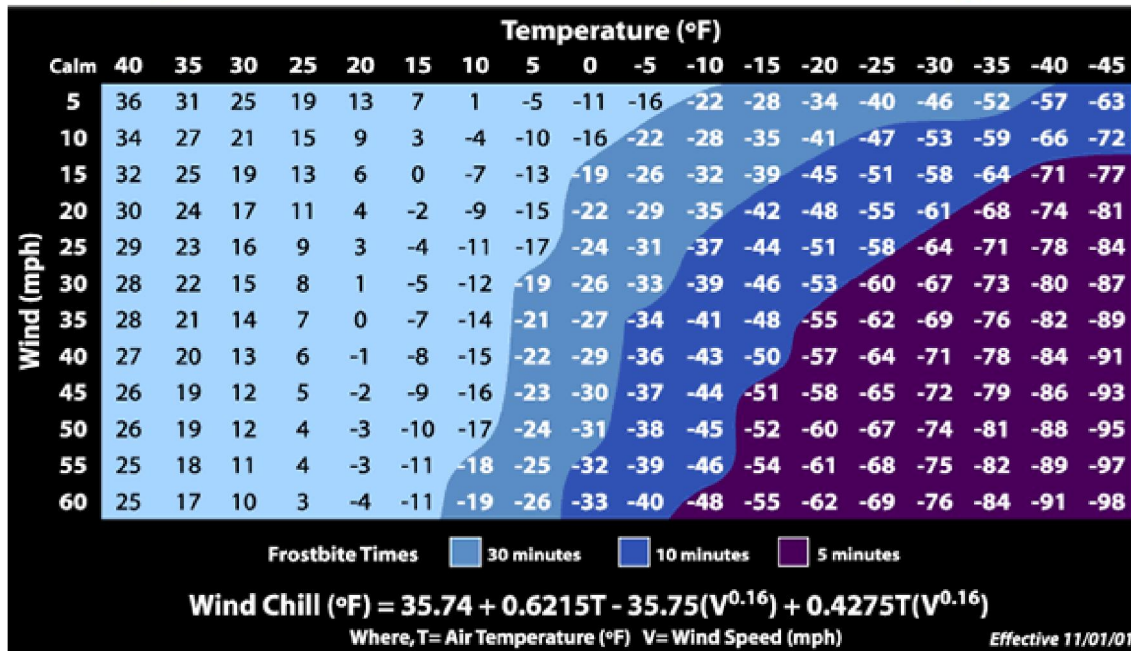 Temperature (ºF)
Calm 40 35 30 25 20 15 10 5 0 -5 -10 -15 -20 -25 -30 -35 -40 -45
5 36 31 25 19 13 7 1 -5 -11 -16 -22 -28 -34 -40 -46 -52 -57 -63
10 34 27 21 15 9 3 -4 -10 -16 -22 -28 -35 -41 -47 -53 -59 -66 -72
15 32 25 19 13 6 0 -7 -13 -19 -26 -32 -39 -45 -51 -58 -64 -71 -77
20 30 24 17 11 4 -2 -9 -15 -22 -29 -35 -42 -48 -55 -61 -68 -74 -81
25 29 23 16 9 3 -4 -11 -17 -24 -31 -37 -44 -51 -58 -64 -71 -78 -84
30 28 22 15 8 1 -5 -12 -19 -26 -33 -39 -46 -53 -60 -67 -73 -80 -87
35 28 21 14 7 0 -7 -14 -21 -27 -34 -41 -48 -55 -62 -69 -76 -82 -89
40 27 20 13 6 -1 -8 -15 -22 -29 -36 -43 -50 -57 -64 -71 -78 -84 -91
45 26 19 12 5 -2 -9 -16 -23 -30 -37 -44 -51 -58 -65 -72 -79 -86 -93
50 26 19 12 4 -3 -10 -17 -24 -31 -38 -45 -52 -60 -67 -74 -81 -88 -95
55 25 18 11 4 -3 -11 -18 -25 -32 -39 -46 -54 -61 -68 -75 -82 -89 -97
60 25 17 10 3 -4 -11 -19 -26 -33 -40 -48 -55 -62 -69 -76 -84 -91 -98
Wind (mph)
Frostbite Times 30 minutes 10 minutes 5 minutes
Wind Chill (ºF) = 35.74 + 0.6215T - 35.75(V^0.16) + 0.4275T(V^0.16)
Where, T= Air Temperature (ºF) V= Wind Speed (mph) Effective 11/01/01